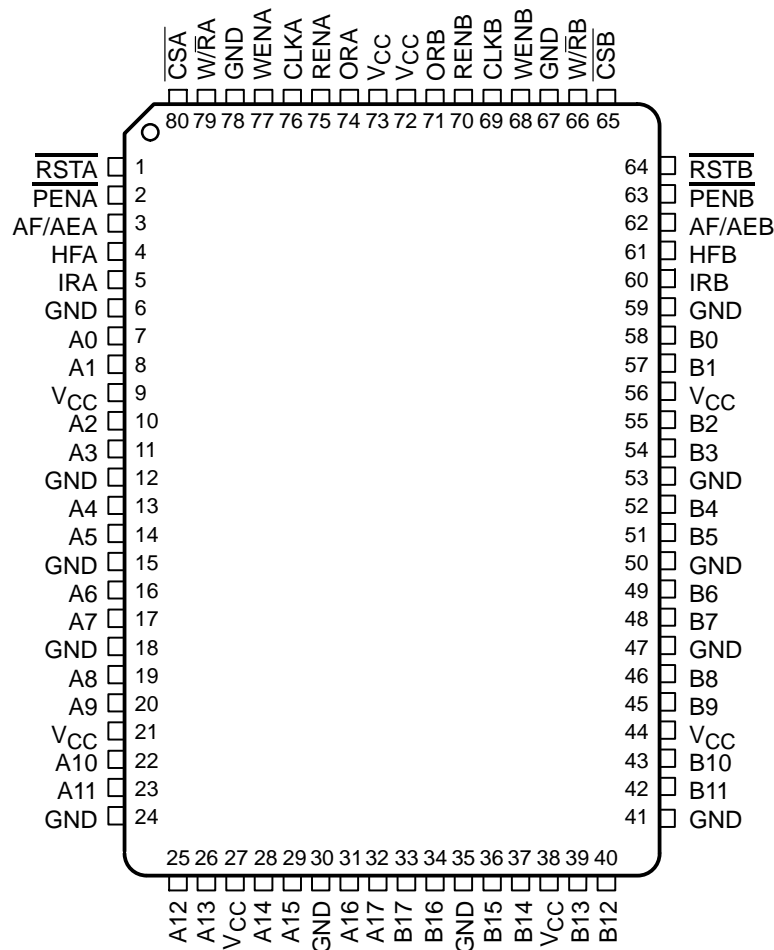 C̅S̅A̅ W/R̅A GND WENA CLKA RENA ORA VCC VCC ORB RENB CLKB WENB GND W/R̅B C̅S̅B̅
80 79 78 77 76 75 74 73 72 71 70 69 68 67 66 65
R̅S̅T̅A̅ 1 64 R̅S̅T̅B̅
P̅E̅N̅A̅ 2 63 P̅E̅N̅B̅
AF/AEA 3 62 AF/AEB
HFA 4 61 HFB
IRA 5 60 IRB
GND 6 59 GND
A0 7 58 B0
A1 8 57 B1
VCC 9 56 VCC
A2 10 55 B2
A3 11 54 B3
GND 12 53 GND
A4 13 52 B4
A5 14 51 B5
GND 15 50 GND
A6 16 49 B6
A7 17 48 B7
GND 18 47 GND
A8 19 46 B8
A9 20 45 B9
VCC 21 44 VCC
A10 22 43 B10
A11 23 42 B11
GND 24 41 GND
25 26 27 28 29 30 31 32 33 34 35 36 37 38 39 40
A12 A13 VCC A14 A15 GND A16 A17 B17 B16 GND B15 B14 VCC B13 B12